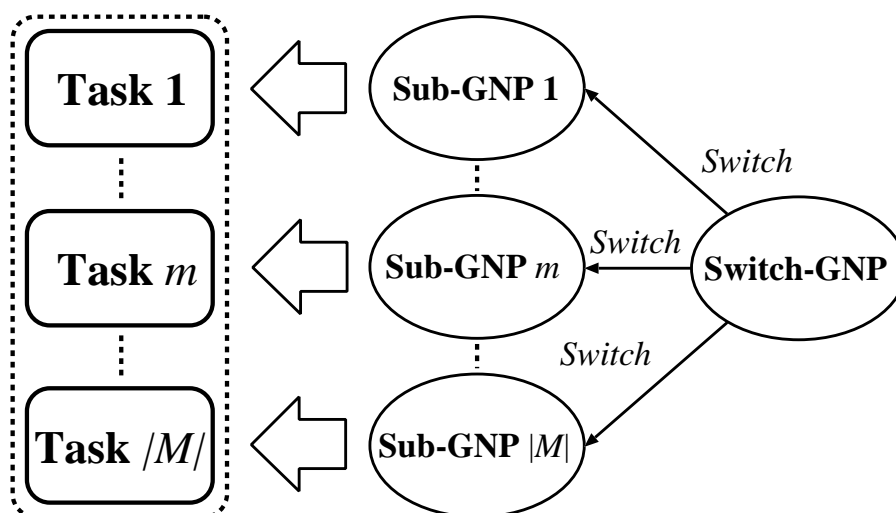 Task 1
Sub-GNP 1
Switch
Task m
Sub-GNP m
Switch
Switch-GNP
Switch
Task |M|
Sub-GNP |M|